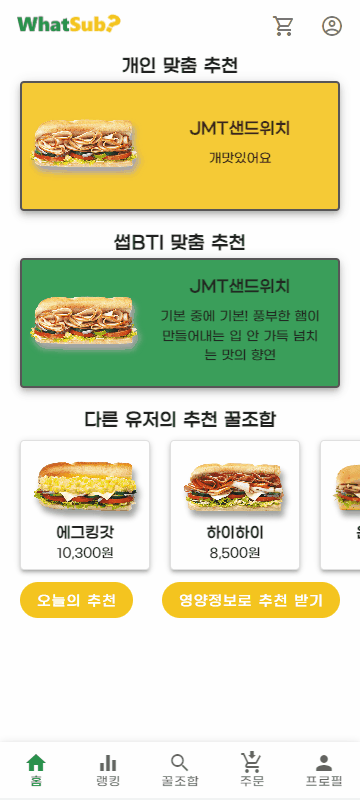 WhatSub?
개인 맞춤 추천
JMT샌드위치
개맛있어요
썹BTI 맞춤 추천
JMT샌드위치
기본 중에 기본! 풍부한 햄이
만들어내는 입 안 가득 넘치
는 맛의 향연
다른 유저의 추천 꿀조합
에그킹갓
10,300원
하이하이
8,500원
오늘의 추천
영양정보로 추천 받기
홈
랭킹
꿀조합
주문
프로필